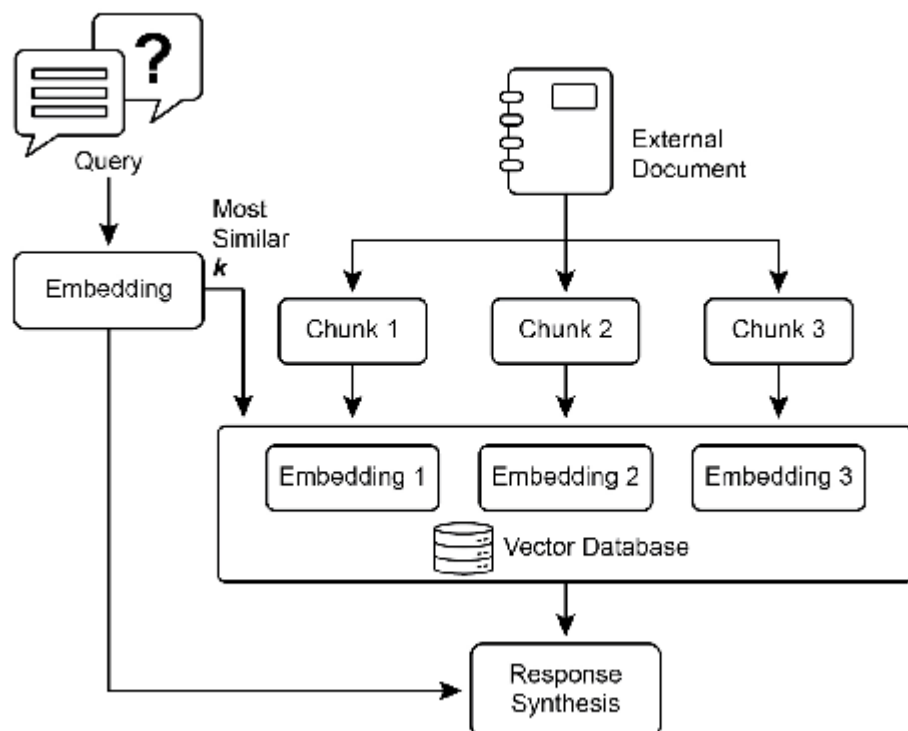 ?
Query
External
Document
Most
Similar
k
Embedding
Chunk 1
Chunk 2
Chunk 3
Embedding 1
Embedding 2
Embedding 3
Vector Database
Response
Synthesis